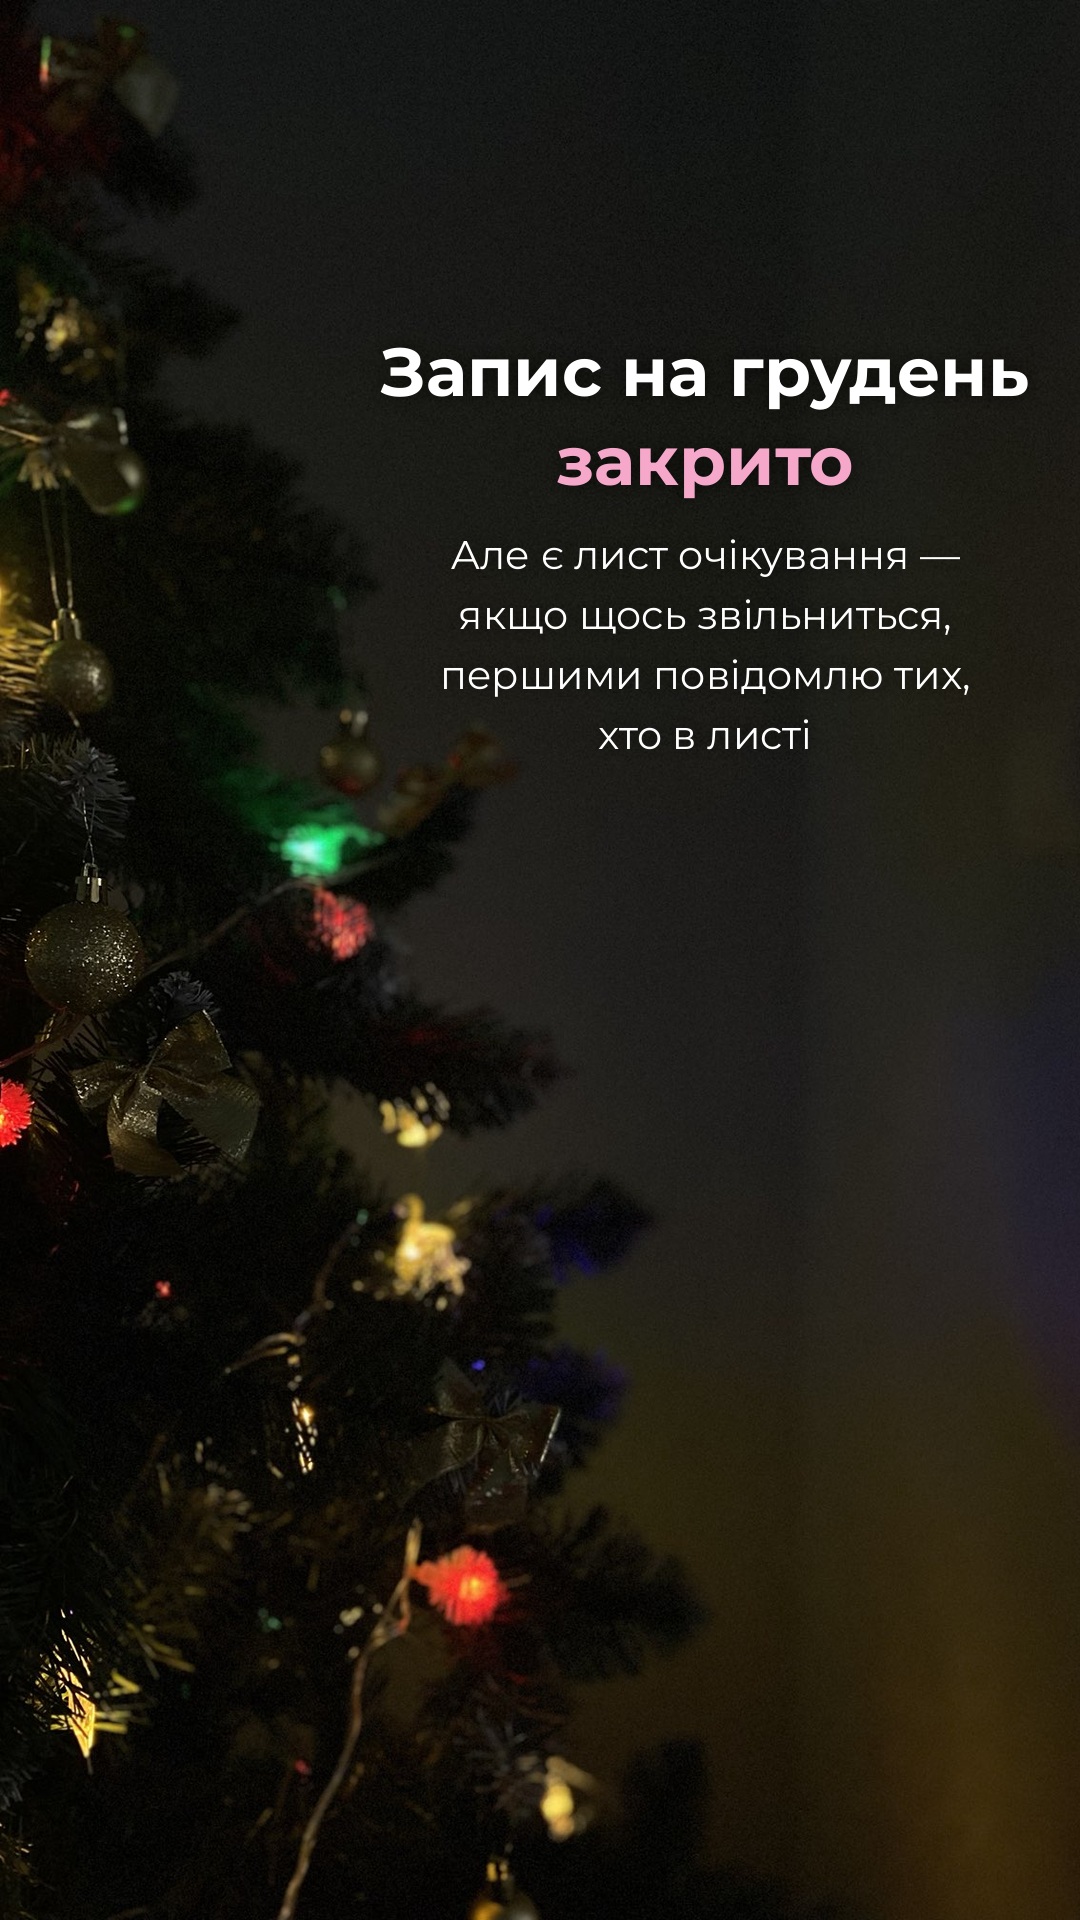 Запис на грудень
закрито
Але є лист очікування —
якщо щось звільниться,
першими повідомлю тих,
хто в листі